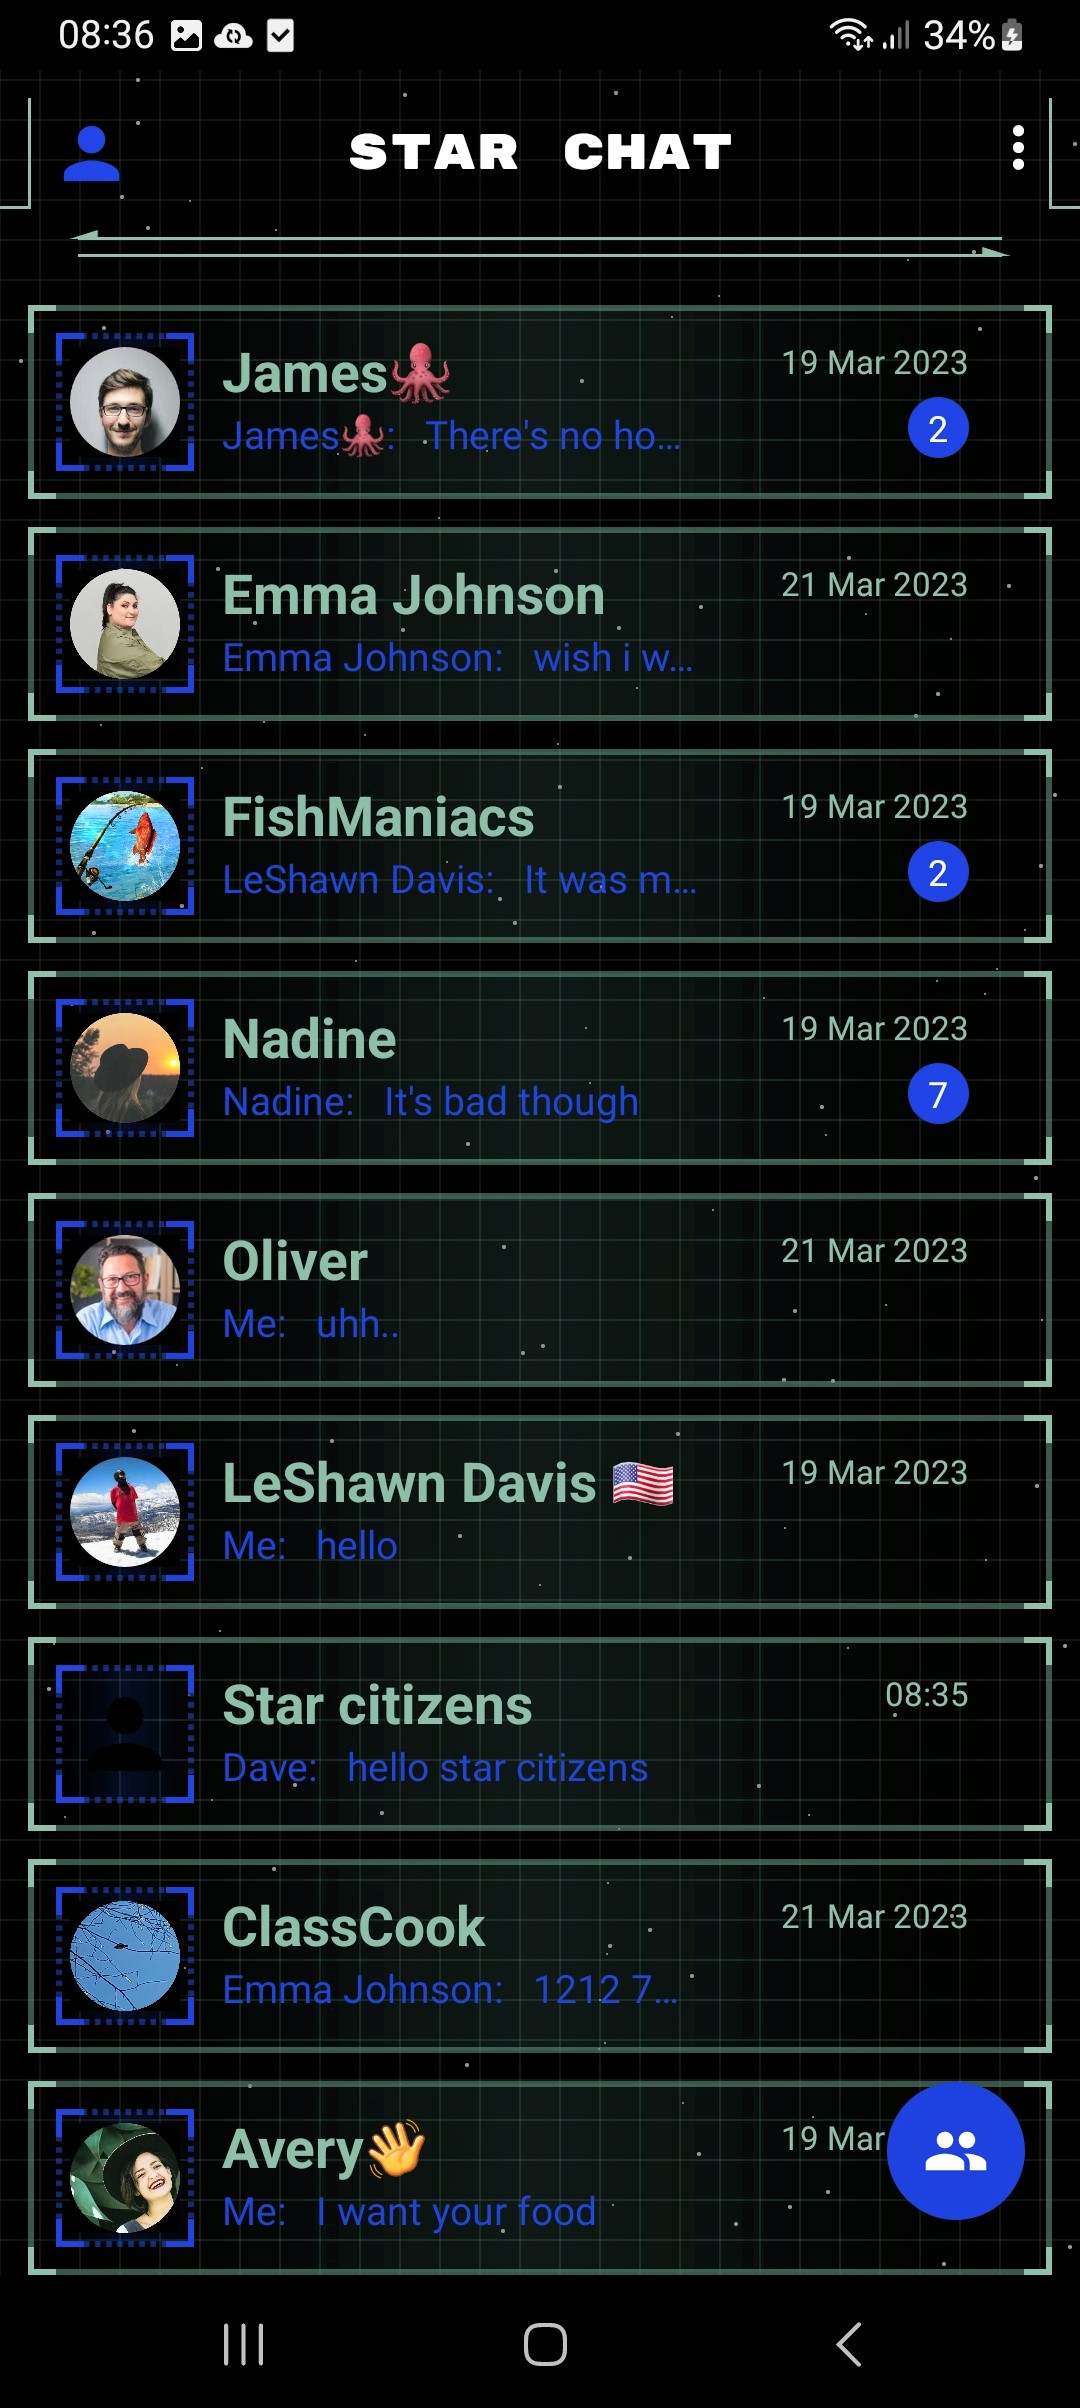 08:36
34%
STAR CHAT
James🐙
19 Mar 2023
James🐙: There's no ho...
2
Emma Johnson
21 Mar 2023
Emma Johnson: wish i w...
FishManiacs
19 Mar 2023
LeShawn Davis: It was m...
2
Nadine
19 Mar 2023
Nadine: It's bad though
7
Oliver
21 Mar 2023
Me: uhh..
LeShawn Davis 🇺🇸
19 Mar 2023
Me: hello
Star citizens
08:35
Dave: hello star citizens
ClassCook
21 Mar 2023
Emma Johnson: 1212 7...
Avery👋
19 Mar
Me: I want your food